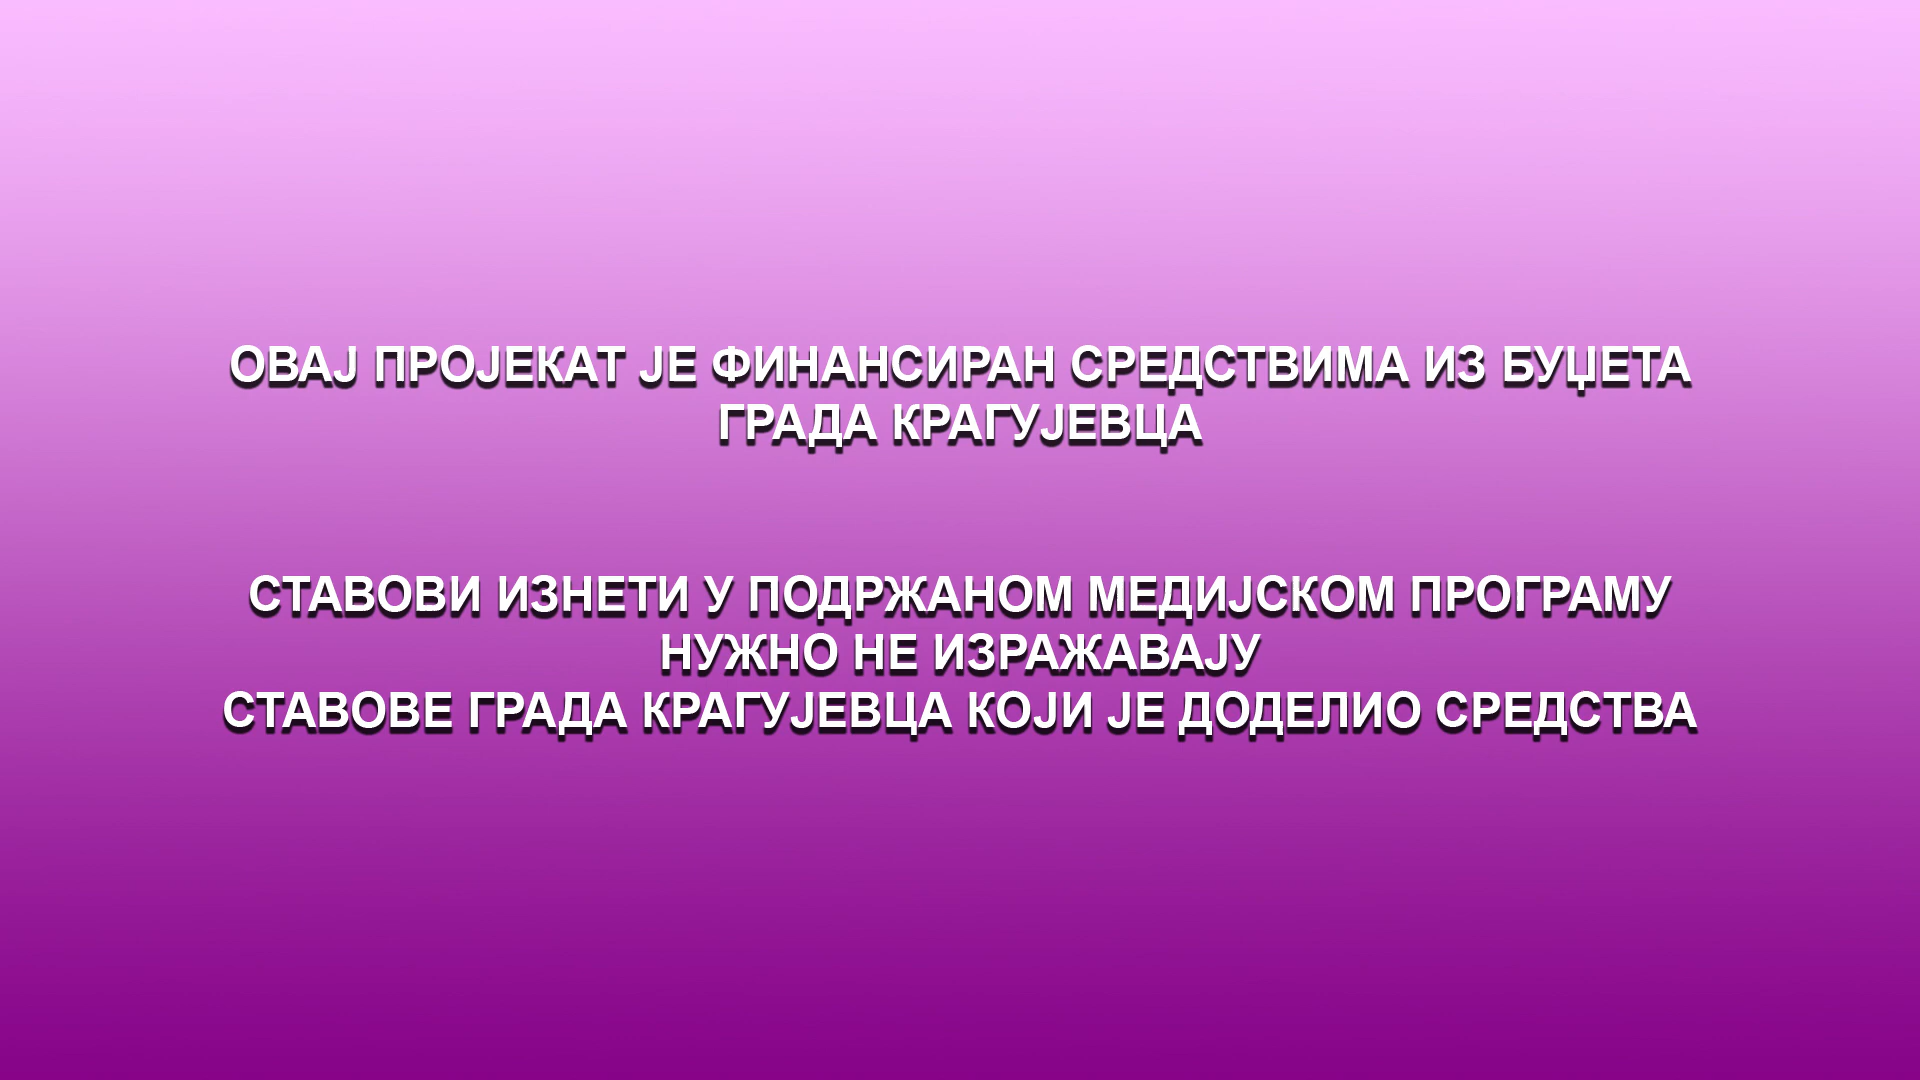 ОВАЈ ПРОЈЕКАТ ЈЕ ФИНАНСИРАН СРЕДСТВИМА ИЗ БУЏЕТА
ГРАДА КРАГУЈЕВЦА
СТАВОВИ ИЗНЕТИ У ПОДРЖАНОМ МЕДИЈСКОМ ПРОГРАМУ
НУЖНО НЕ ИЗРАЖАВАЈУ
СТАВОВЕ ГРАДА КРАГУЈЕВЦА КОЈИ ЈЕ ДОДЕЛИО СРЕДСТВА